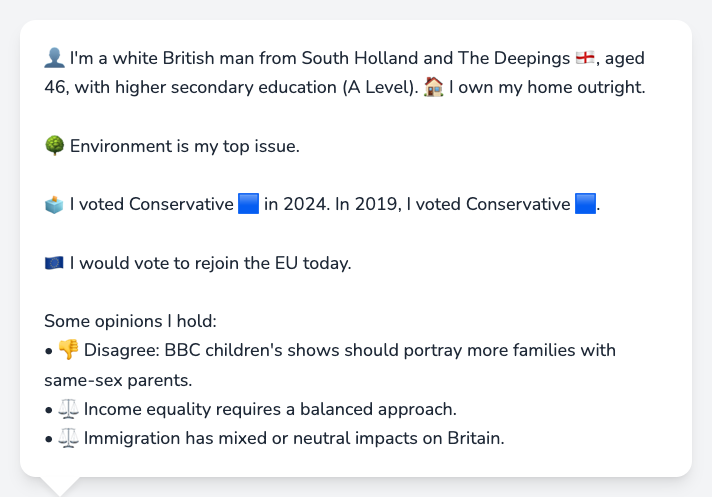 👤 I'm a white British man from South Holland and The Deepings 🏴󠁧󠁢󠁥󠁮󠁧󠁿, aged
46, with higher secondary education (A Level). 🏠 I own my home outright.
🌳 Environment is my top issue.
🗳️ I voted Conservative 🟦 in 2024. In 2019, I voted Conservative 🟦.
🇪🇺 I would vote to rejoin the EU today.
Some opinions I hold:
• 👎 Disagree: BBC children's shows should portray more families with
same-sex parents.
• ⚖️ Income equality requires a balanced approach.
• ⚖️ Immigration has mixed or neutral impacts on Britain.